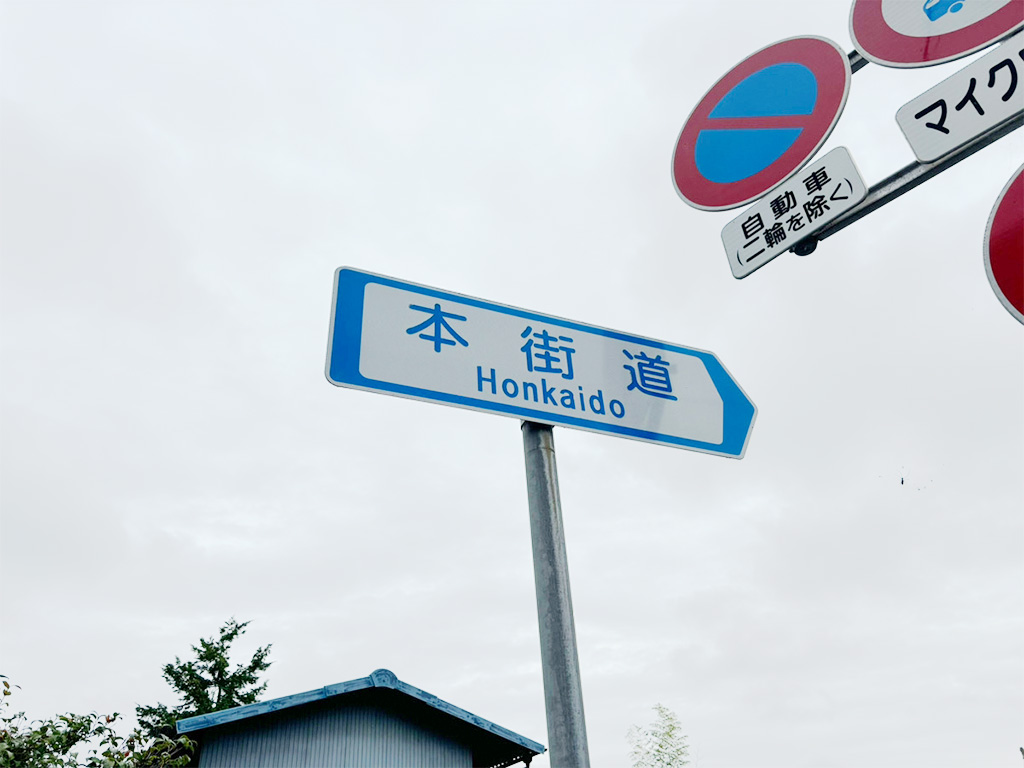 マイク
自動車
(二輪を除く)
本街道
Honkaido